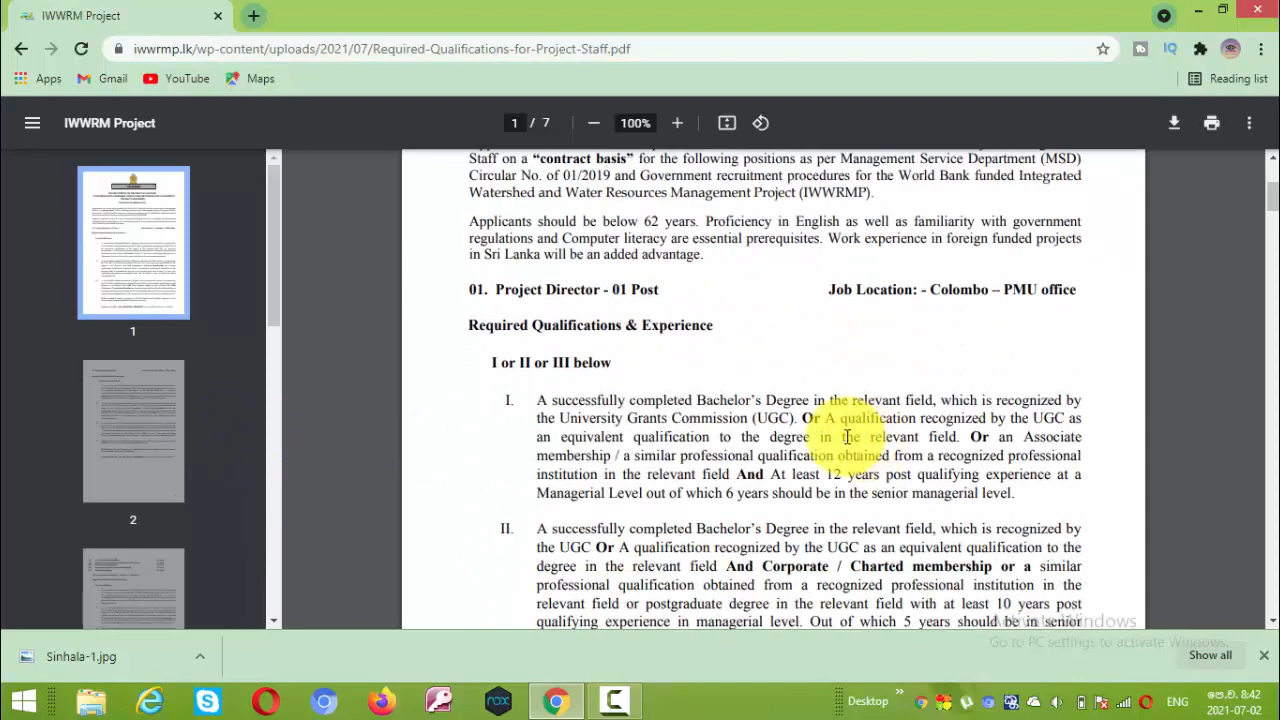 IWWRM Project
iwwrmp.lk/wp-content/uploads/2021/07/Required-Qualifications-for-Project-Staff.pdf
Apps Gmail YouTube Maps Reading list
IWWRM Project 1 / 7 100%
1
2
Staff on a “contract basis” for the following positions as per Management Service Department (MSD)
Circular No. of 01/2019 and Government recruitment procedures for the World Bank funded Integrated
Watershed and Water Resources Management Project (IWWRMP).
Applicants should be below 62 years. Proficiency in English as well as familiarity with government
regulations and Computer literacy are essential prerequisites. Work experience in foreign funded projects
in Sri Lanka will be an added advantage.
01. Project Director - 01 Post Job Location: - Colombo – PMU office
Required Qualifications & Experience
I or II or III below
I. A successfully completed Bachelor’s Degree in the relevant field, which is recognized by
the University Grants Commission (UGC). Or A qualification recognized by the UGC as
an equivalent qualification to the degree in the relevant field. Or an Associate
membership / a similar professional qualification obtained from a recognized professional
institution in the relevant field And At least 12 years post qualifying experience at a
Managerial Level out of which 6 years should be in the senior managerial level.
II. A successfully completed Bachelor’s Degree in the relevant field, which is recognized by
the UGC Or A qualification recognized by the UGC as an equivalent qualification to the
degree in the relevant field And Corporate / Charted membership or a similar
professional qualification obtained from a recognized professional institution in the
relevant field or postgraduate degree in the relevant field with at least 10 years post
qualifying experience in managerial level. Out of which 5 years should be in senior
Activate Windows
Go to PC settings to activate Windows.
Sinhala-1.jpg Show all
Desktop ENG පෙ.ව. 8:42
2021-07-02